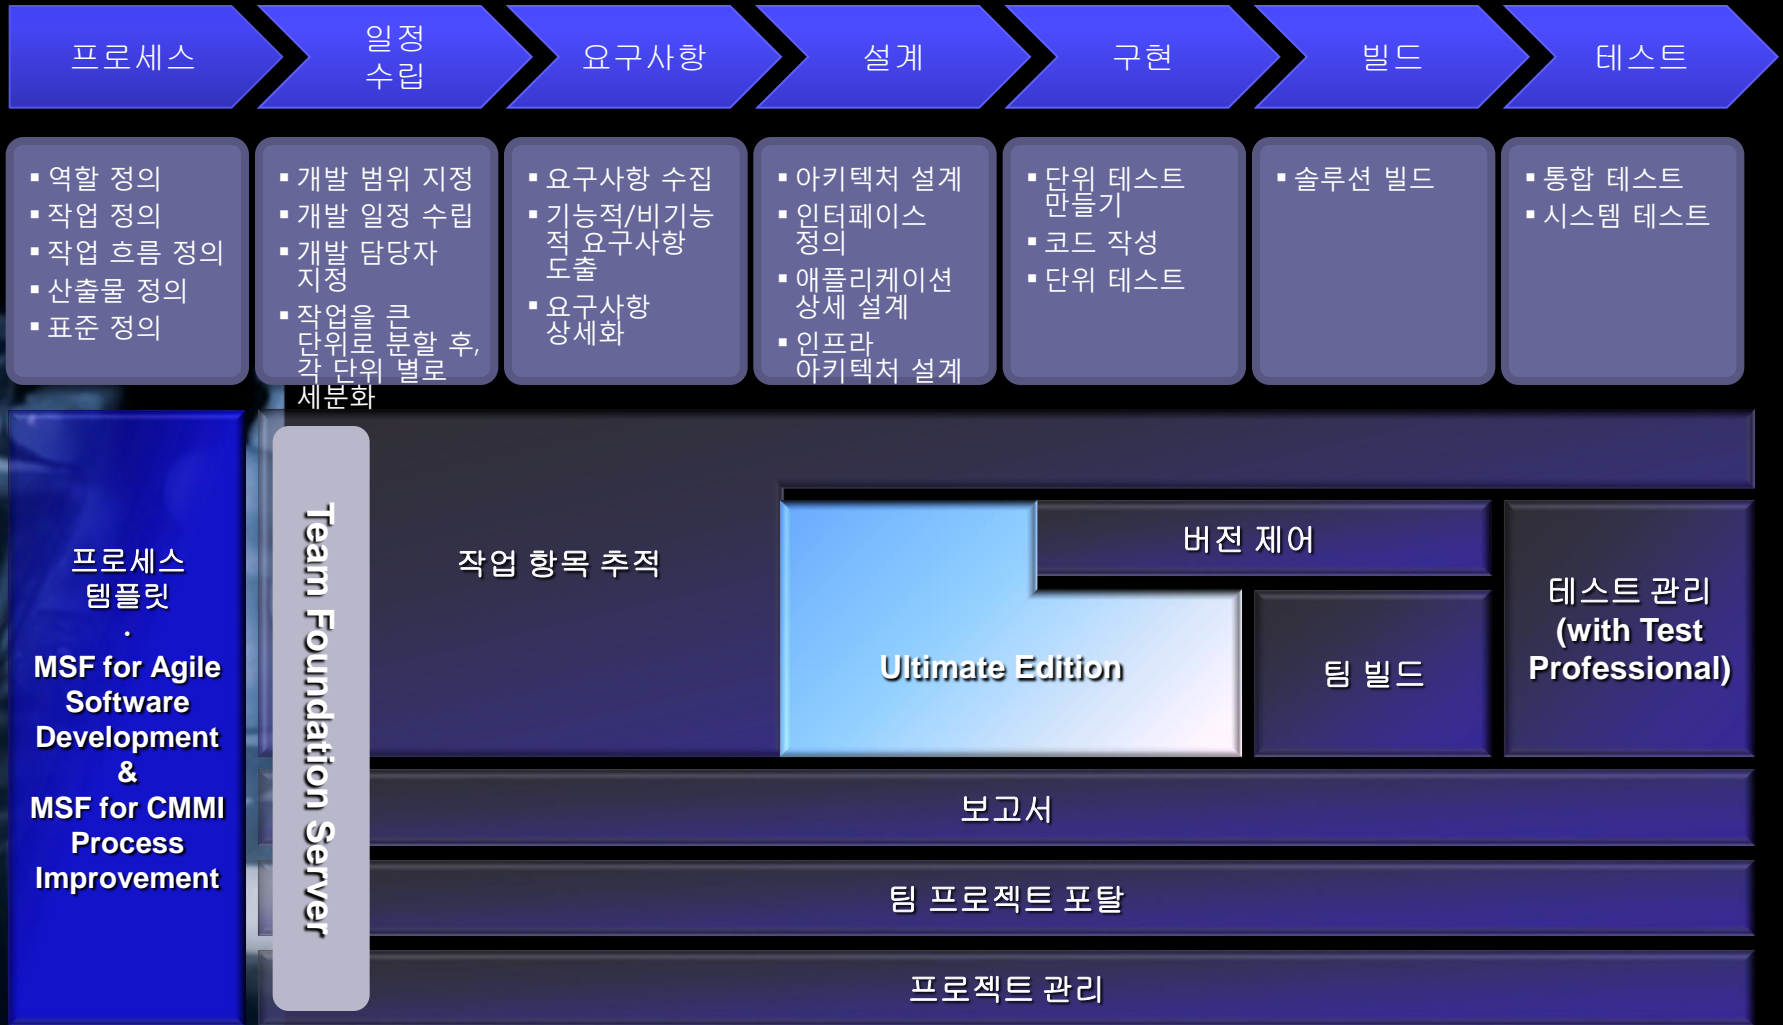 프로세스
일정
수립
요구사항
설계
구현
빌드
테스트
▪ 역할 정의
▪ 작업 정의
▪ 작업 흐름 정의
▪ 산출물 정의
▪ 표준 정의
▪ 개발 범위 지정
▪ 개발 일정 수립
▪ 개발 담당자
지정
▪ 작업을 큰
단위로 분할 후,
각 단위 별로
세분화
▪ 요구사항 수집
▪ 기능적/비기능
적 요구사항
도출
▪ 요구사항
상세화
▪ 아키텍처 설계
▪ 인터페이스
정의
▪ 애플리케이션
상세 설계
▪ 인프라
아키텍처 설계
▪ 단위 테스트
만들기
▪ 코드 작성
▪ 단위 테스트
▪ 솔루션 빌드
▪ 통합 테스트
▪ 시스템 테스트
프로세스
템플릿
·
MSF for Agile
Software
Development
&
MSF for CMMI
Process
Improvement
Team Foundation Server
작업 항목 추적
Ultimate Edition
버전 제어
팀 빌드
테스트 관리
(with Test
Professional)
보고서
팀 프로젝트 포탈
프로젝트 관리